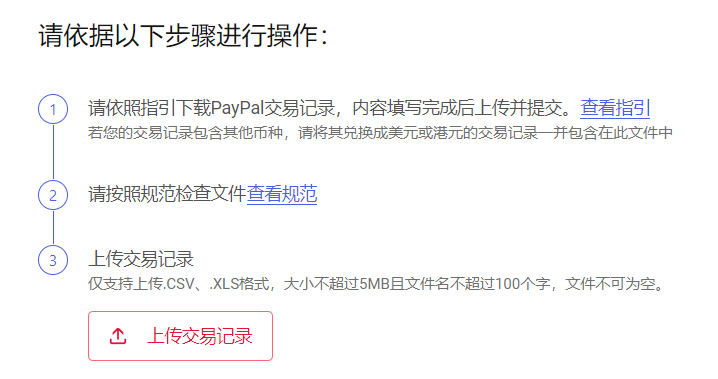 请依据以下步骤进行操作：
1
请依照指引下载PayPal交易记录，内容填写完成后上传并提交。查看指引
若您的交易记录包含其他币种，请将其兑换成美元或港元的交易记录一并包含在此文件中
2
请按照规范检查文件查看规范
3
上传交易记录
仅支持上传.CSV、.XLS格式，大小不超过5MB且文件名不超过100个字，文件不可为空。
上传交易记录